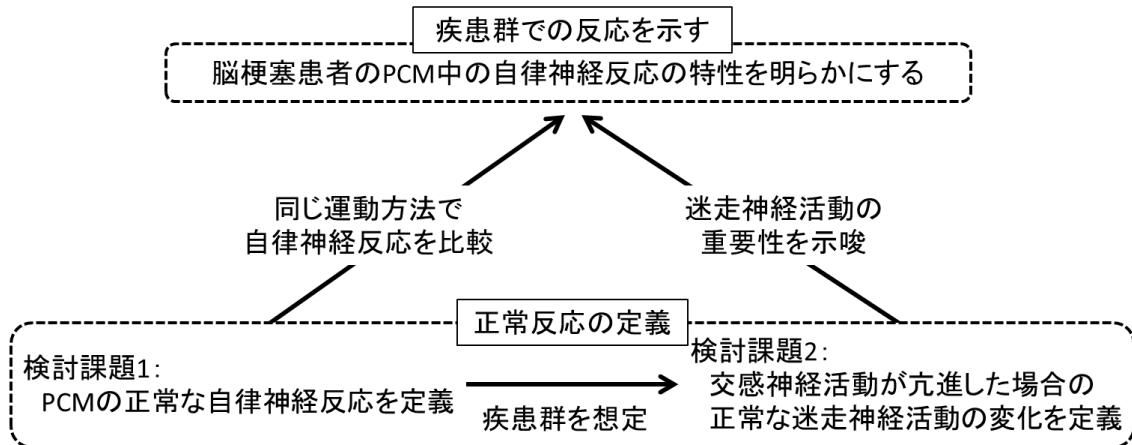 疾患群での反応を示す
脳梗塞患者のPCM中の自律神経反応の特性を明らかにする
同じ運動方法で
自律神経反応を比較
迷走神経活動の
重要性を示唆
正常反応の定義
検討課題1:
PCMの正常な自律神経反応を定義
疾患群を想定
検討課題2:
交感神経活動が亢進した場合の
正常な迷走神経活動の変化を定義